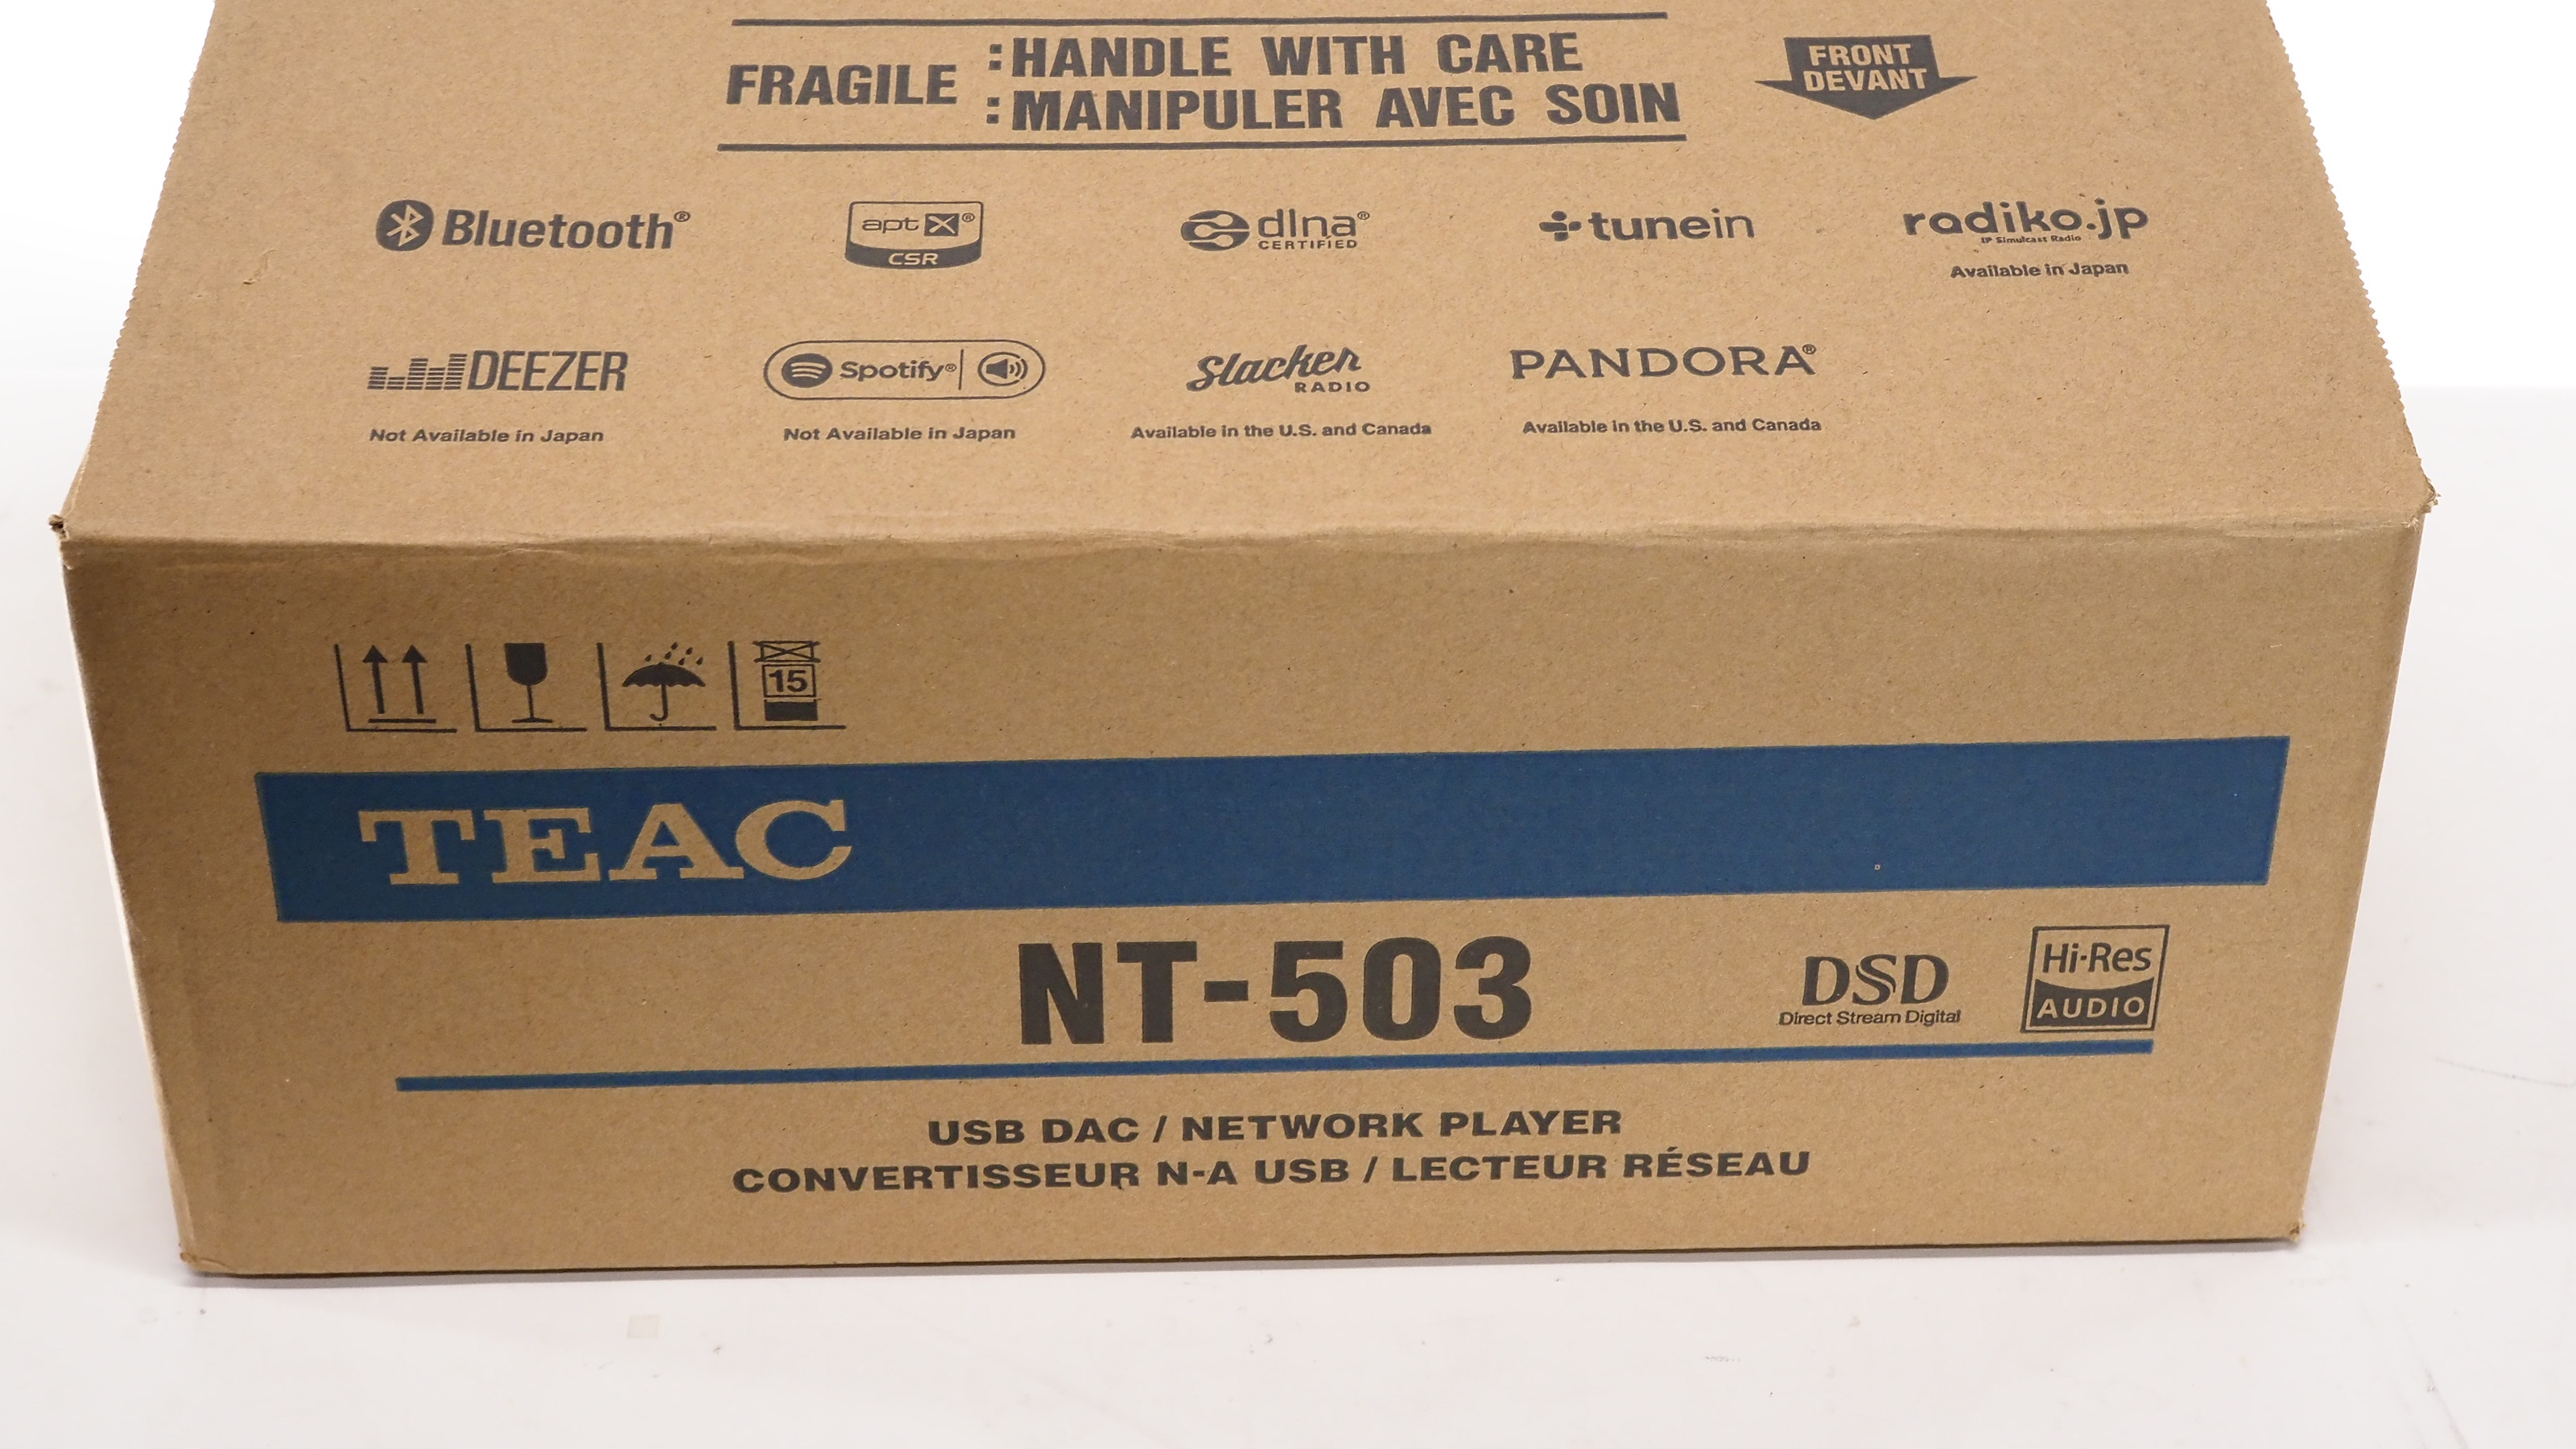 FRAGILE :HANDLE WITH CARE
:MANIPULER AVEC SOIN
FRONT
DEVANT
Bluetooth®
aptX®
CSR
dlna®
CERTIFIED
tunein
radiko.jp
IP Simulcast Radio
Available in Japan
DEEZER
Not Available in Japan
Spotify®
Not Available in Japan
Slacker
RADIO
Available in the U.S. and Canada
PANDORA®
Available in the U.S. and Canada
15
TEAC
NT-503
DSD
Direct Stream Digital
Hi-Res
AUDIO
USB DAC / NETWORK PLAYER
CONVERTISSEUR N-A USB / LECTEUR RÉSEAU